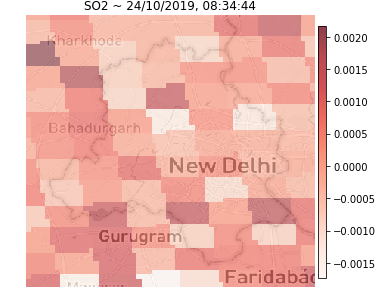 SO2 ~ 24/10/2019, 08:34:44
Kharkhoda
0.0020
0.0015
0.0010
Bahadurgarh
0.0005
New Delhi
0.0000
−0.0005
Gurugram
−0.0010
Faridabad
−0.0015